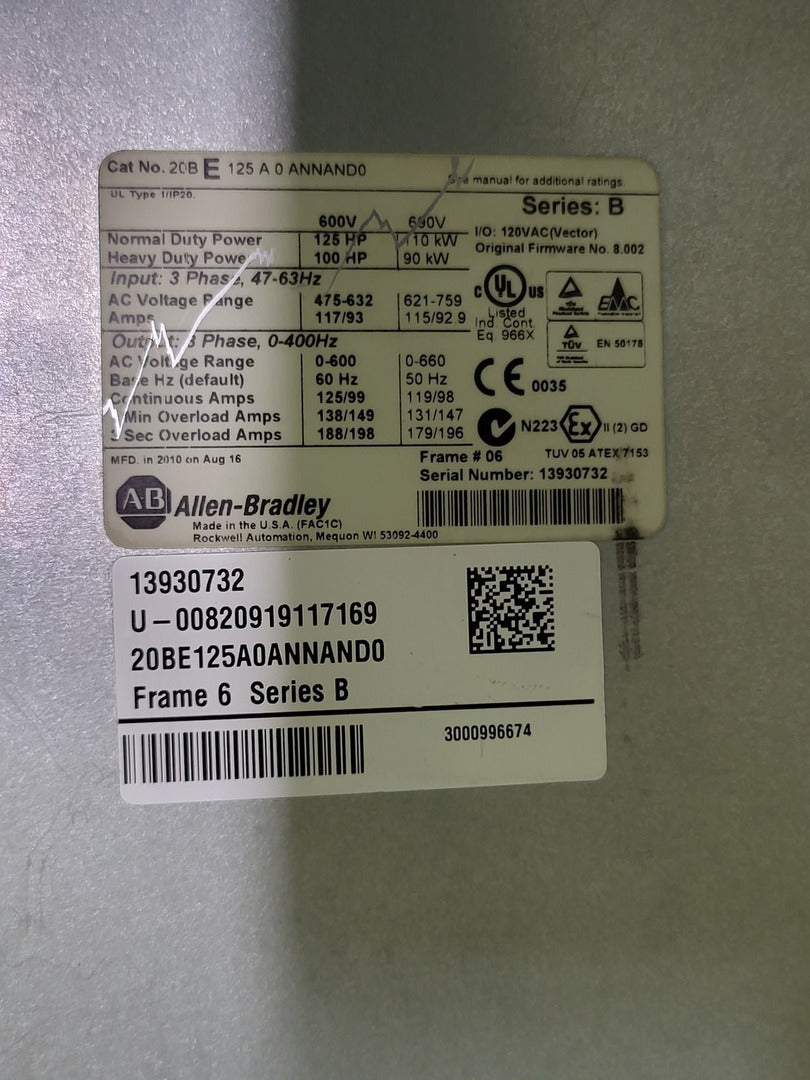 Cat No. 20B E 125 A 0 ANNAND0
UL Type 1/IP20.
See manual for additional ratings.
Series: B
600V 690V
I/O: 120VAC(Vector)
Normal Duty Power 125 HP 110 kW
Original Firmware No. 8.002
Heavy Duty Power 100 HP 90 kW
Input: 3 Phase, 47-63Hz
AC Voltage Range 475-632 621-759
Amps 117/93 115/92.9
C UL US
Listed
Ind. Cont.
Eq. 966X
EMC
TÜV
EN 50178
Output: 3 Phase, 0-400Hz
AC Voltage Range 0-600 0-660
Base Hz (default) 60 Hz 50 Hz
CE 0035
Continuous Amps 125/99 119/98
Min Overload Amps 138/149 131/147
N223 Ex II (2) GD
3 Sec Overload Amps 188/198 179/196
MFD. in 2010 on Aug 16
Frame # 06
TUV 05 ATEX 7153
Serial Number: 13930732
AB Allen-Bradley
Made in the U.S.A. (FAC1C)
Rockwell Automation, Mequon WI 53092-4400
13930732
U-00820919117169
20BE125A0ANNAND0
Frame 6 Series B
3000996674